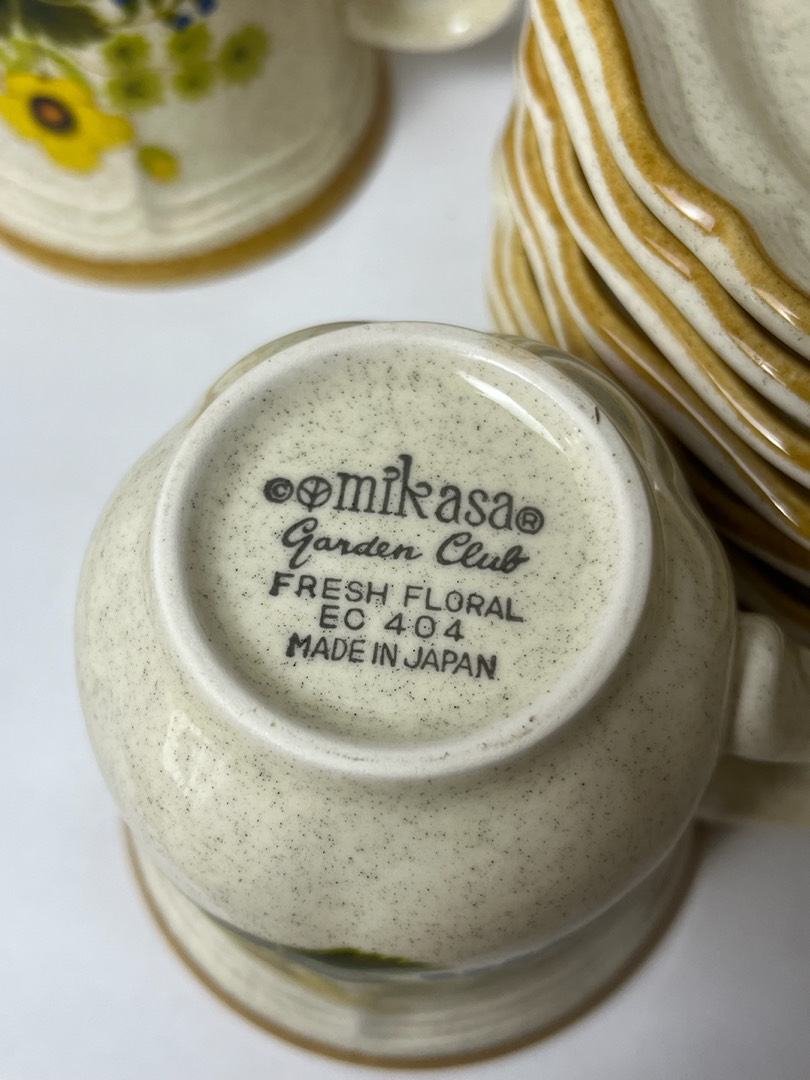 ©mikasa®
Garden Club
FRESH FLORAL
EC 404
MADE IN JAPAN